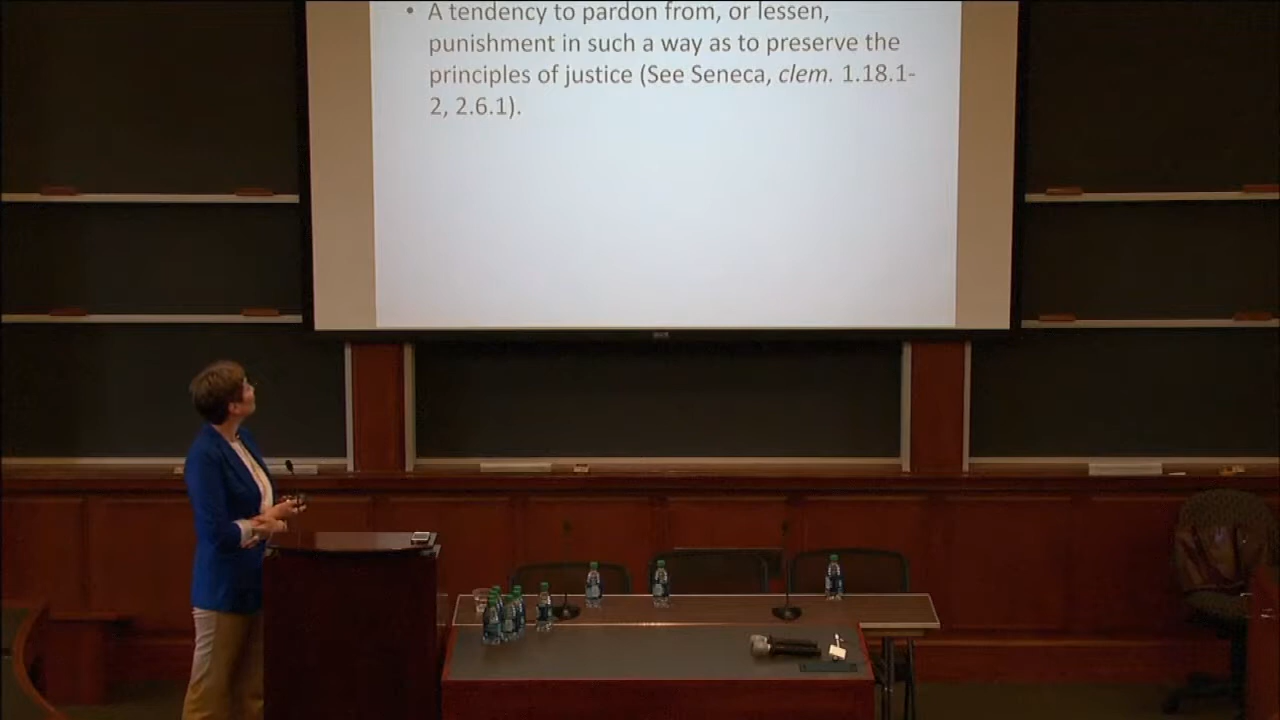 • A tendency to pardon from, or lessen,
punishment in such a way as to preserve the
principles of justice (See Seneca, clem. 1.18.1-
2, 2.6.1).